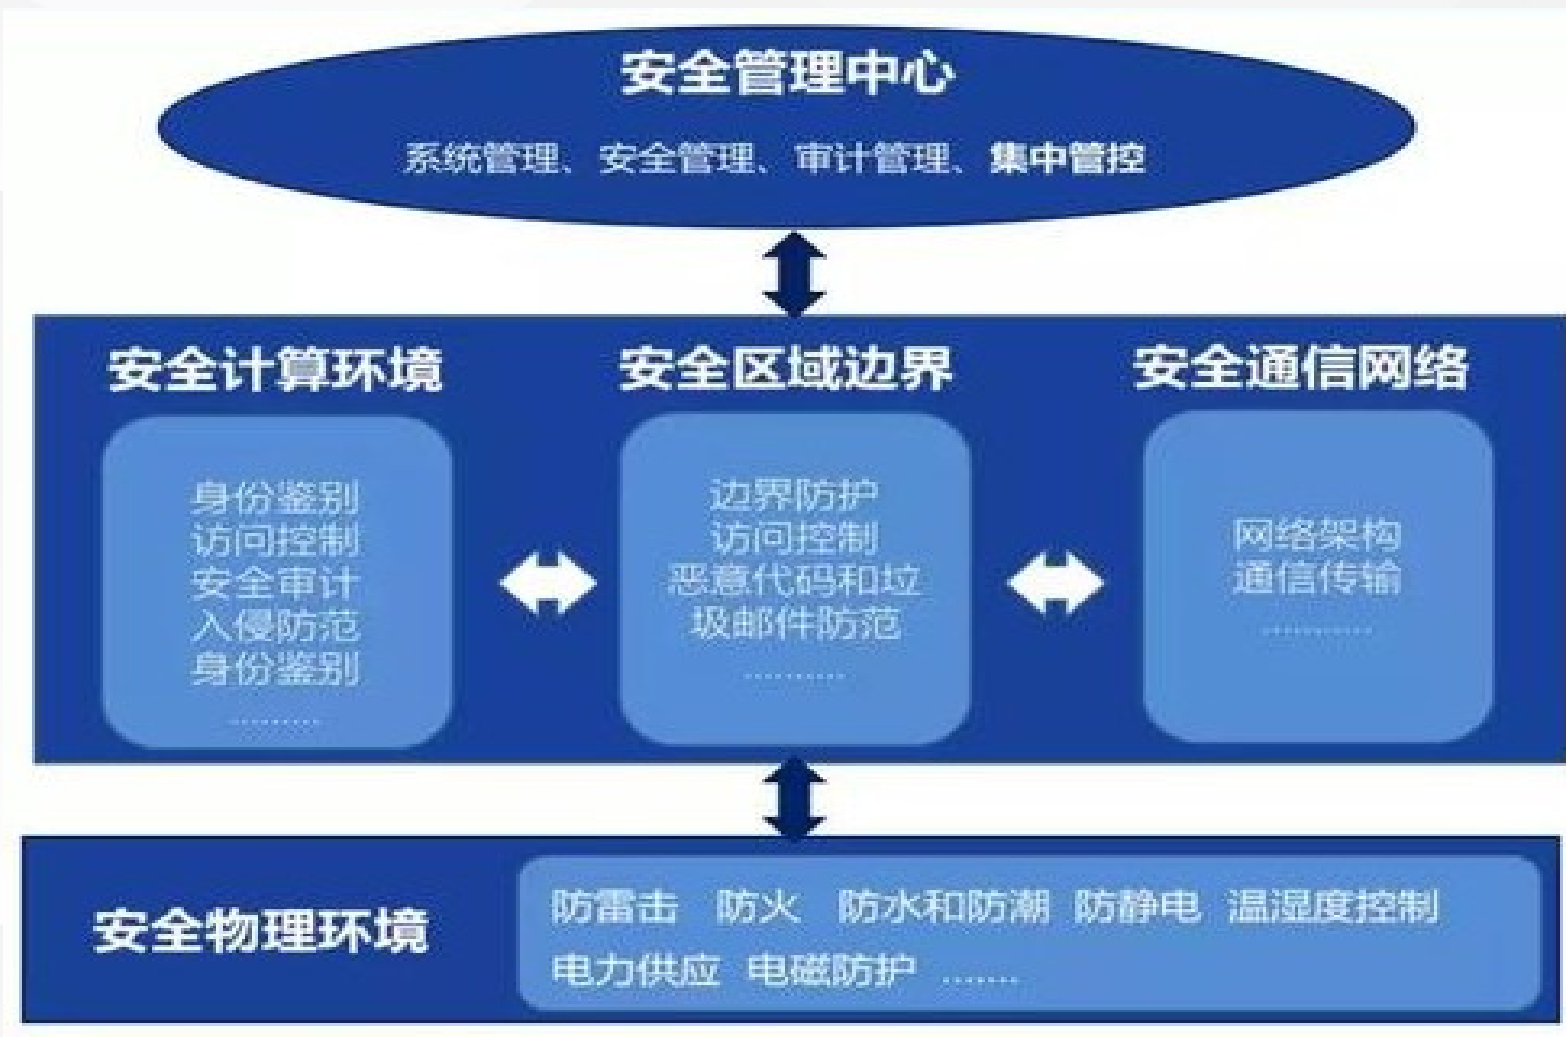 安全管理中心
系统管理、安全管理、审计管理、集中管控
安全计算环境
身份鉴别
访问控制
安全审计
入侵防范
身份鉴别
..........
安全区域边界
边界防护
访问控制
恶意代码和垃
圾邮件防范
...........
安全通信网络
网络架构
通信传输
............
安全物理环境
防雷击 防火 防水和防潮 防静电 温湿度控制
电力供应 电磁防护 .......